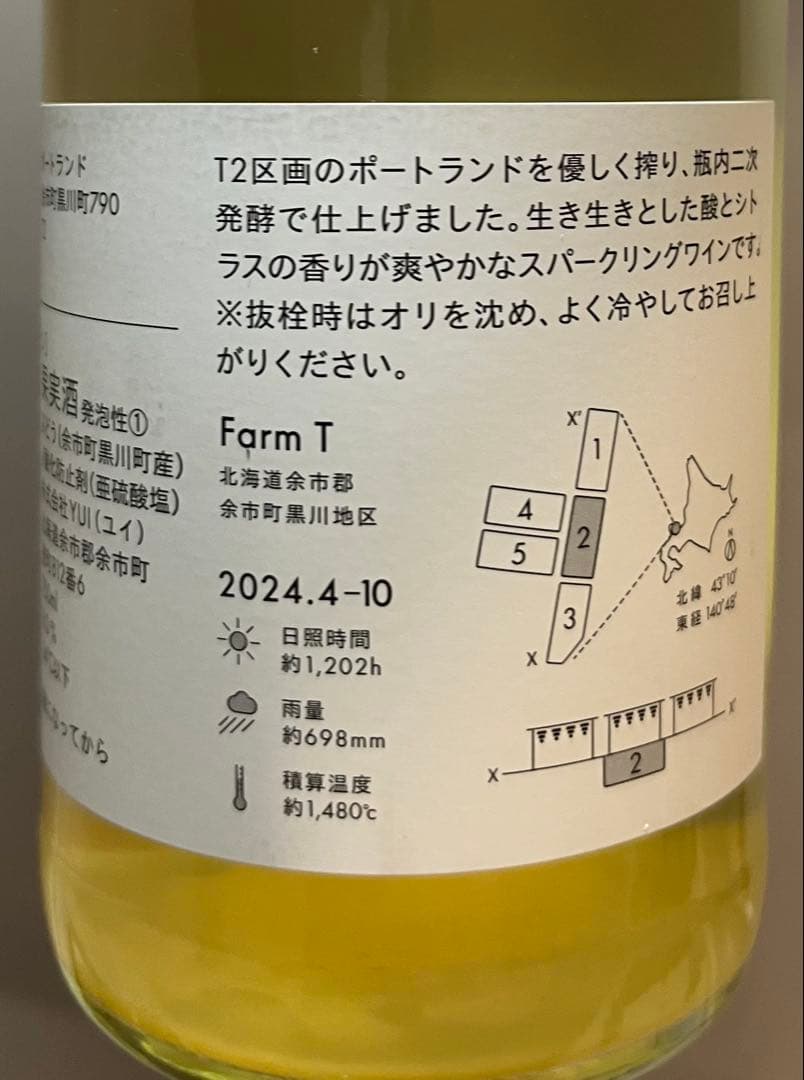 ートランド
町黒川町790
T2区画のポートランドを優しく搾り、瓶内二次
発酵で仕上げました。生き生きとした酸とシト
ラスの香りが爽やかなスパークリングワインです。
※抜栓時はオリを沈め、よく冷やしてお召し上
がりください。
果実酒 発泡性①
どう(余市町黒川町産)
化防止剤(亜硫酸塩)
式会社YUI(ユイ)
道余市郡余市町
812番6
ml
以下
なってから
Farm T
北海道余市郡
余市町黒川地区
2024.4-10
日照時間
約1,202h
雨量
約698mm
積算温度
約1,480℃
X'
1
4
2
5
3
X
N
北緯 43°10'
東経 140°48'
X'
X
2